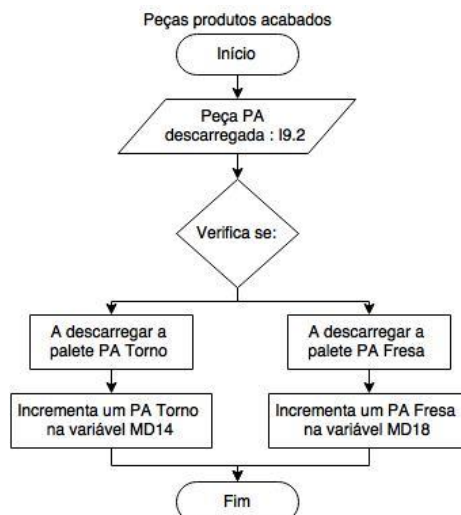 Peças produtos acabados
Início
Peça PA
descarregada : I9.2
Verifica se:
A descarregar a
palete PA Torno
A descarregar a
palete PA Fresa
Incrementa um PA Torno
na variável MD14
Incrementa um PA Fresa
na variável MD18
Fim